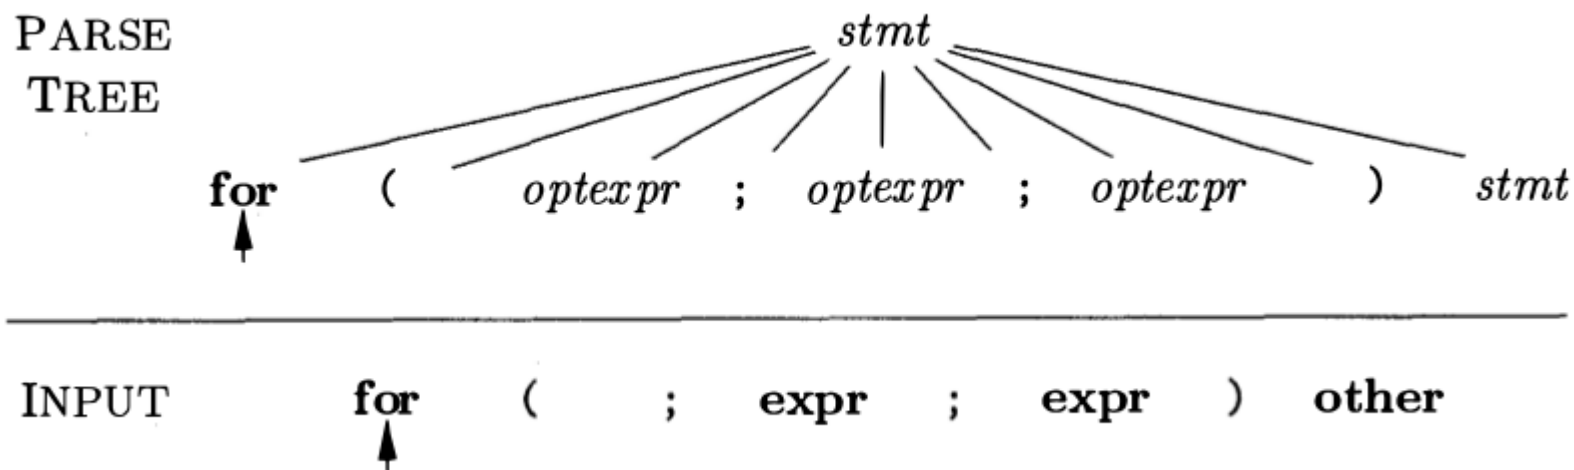 PARSE
TREE
stmt
for ( optexpr ; optexpr ; optexpr ) stmt
INPUT for ( ; expr ; expr ) other